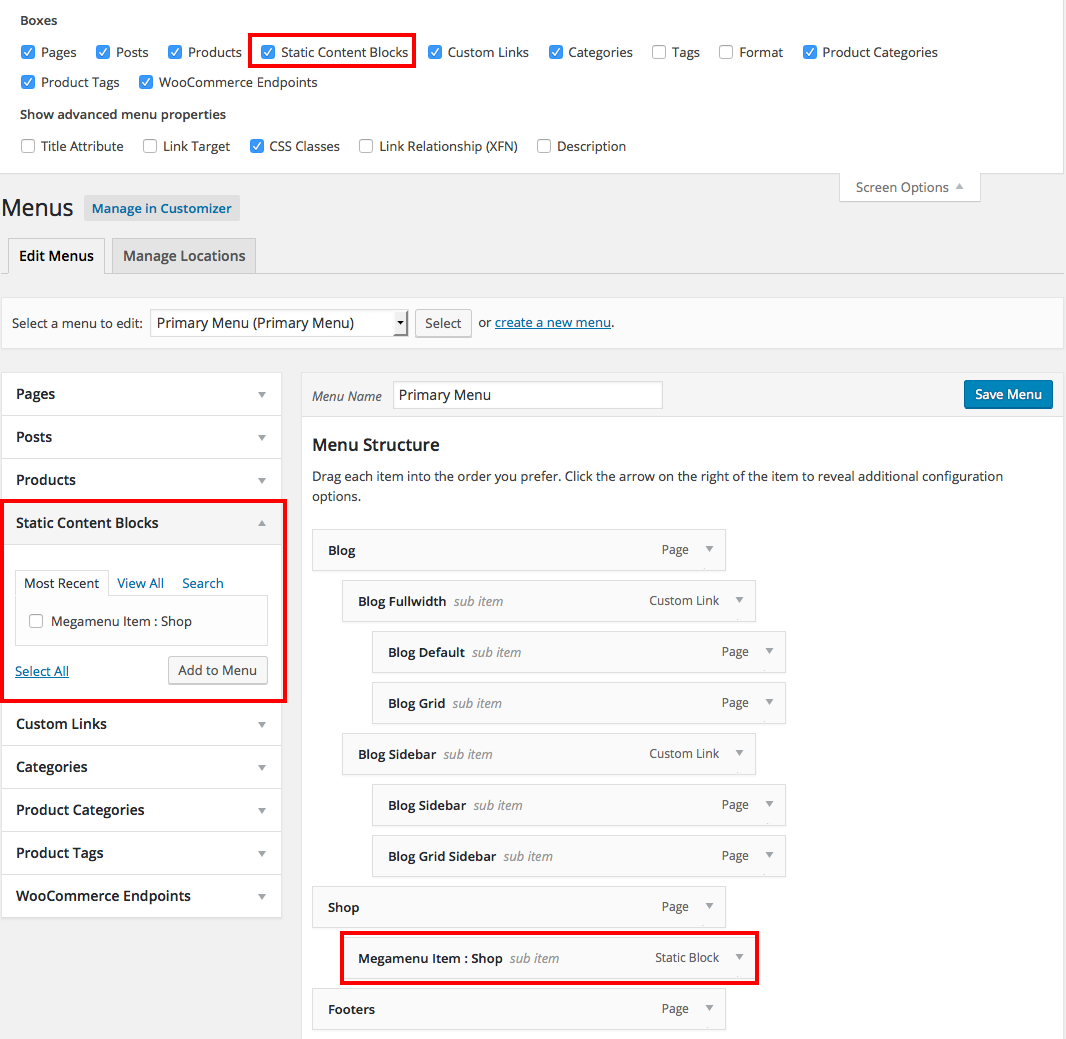 Boxes
Pages Posts Products Static Content Blocks Custom Links Categories Tags Format Product Categories
Product Tags WooCommerce Endpoints
Show advanced menu properties
Title Attribute Link Target CSS Classes Link Relationship (XFN) Description
Screen Options
Menus Manage in Customizer
Edit Menus Manage Locations
Select a menu to edit: Primary Menu (Primary Menu) Select or create a new menu.
Pages
Posts
Products
Static Content Blocks
Most Recent View All Search
Megamenu Item : Shop
Select All Add to Menu
Custom Links
Categories
Product Categories
Product Tags
WooCommerce Endpoints
Menu Name Primary Menu Save Menu
Menu Structure
Drag each item into the order you prefer. Click the arrow on the right of the item to reveal additional configuration
options.
Blog Page
Blog Fullwidth sub item Custom Link
Blog Default sub item Page
Blog Grid sub item Page
Blog Sidebar sub item Custom Link
Blog Sidebar sub item Page
Blog Grid Sidebar sub item Page
Shop Page
Megamenu Item : Shop sub item Static Block
Footers Page